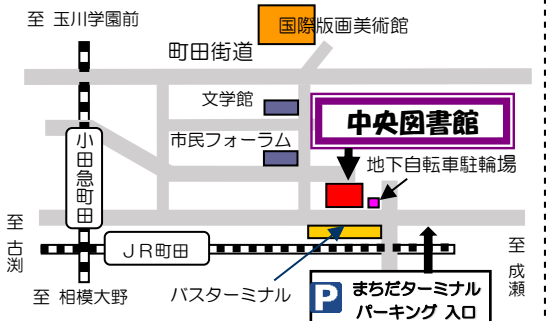 至 玉川学園前
国際版画美術館
町田街道
文学館
中央図書館
市民フォーラム
小田急町田
地下自転車駐輪場
至 古渕
JR町田
至 成瀬
至 相模大野
バスターミナル
P まちだターミナル
パーキング 入口